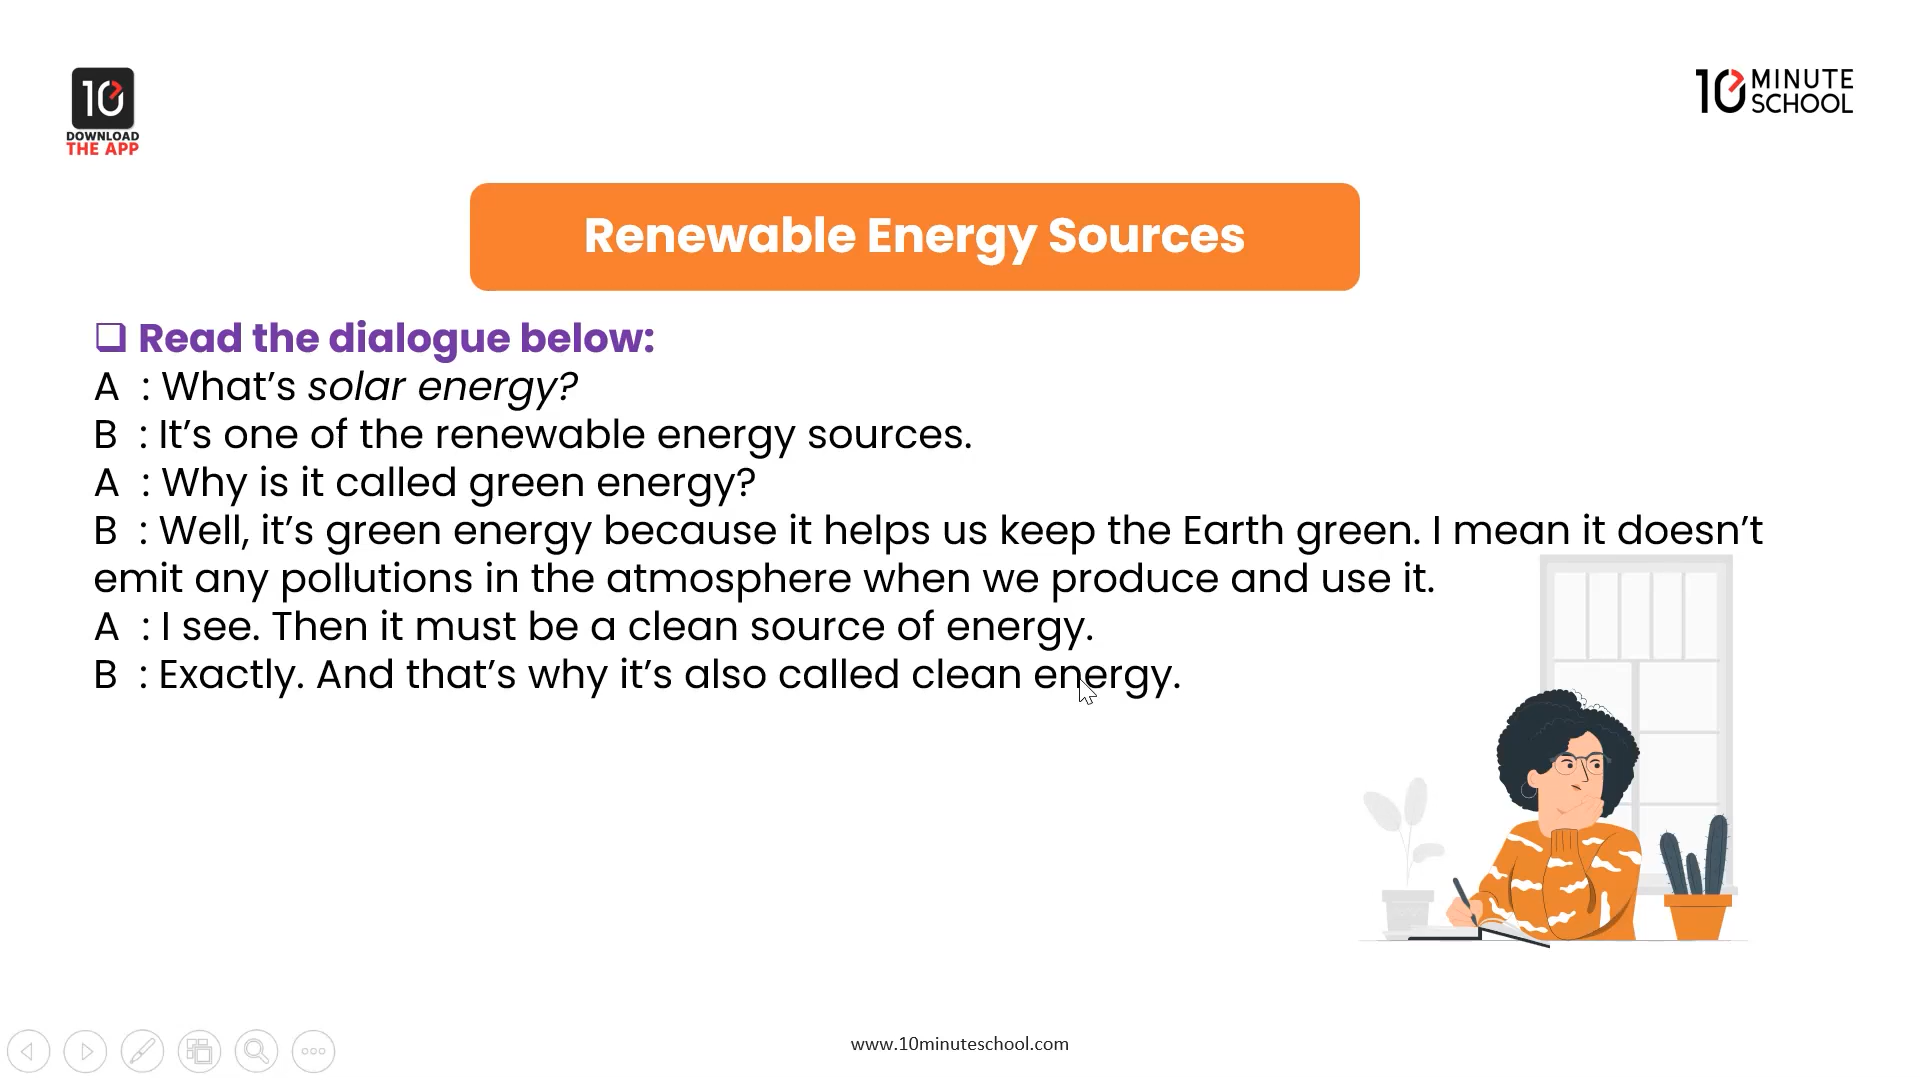 10
DOWNLOAD
THE APP
10 MINUTE
SCHOOL
Renewable Energy Sources
❑ Read the dialogue below:
A : What’s solar energy?
B : It’s one of the renewable energy sources.
A : Why is it called green energy?
B : Well, it’s green energy because it helps us keep the Earth green. I mean it doesn’t
emit any pollutions in the atmosphere when we produce and use it.
A : I see. Then it must be a clean source of energy.
B : Exactly. And that’s why it’s also called clean energy.
www.10minuteschool.com